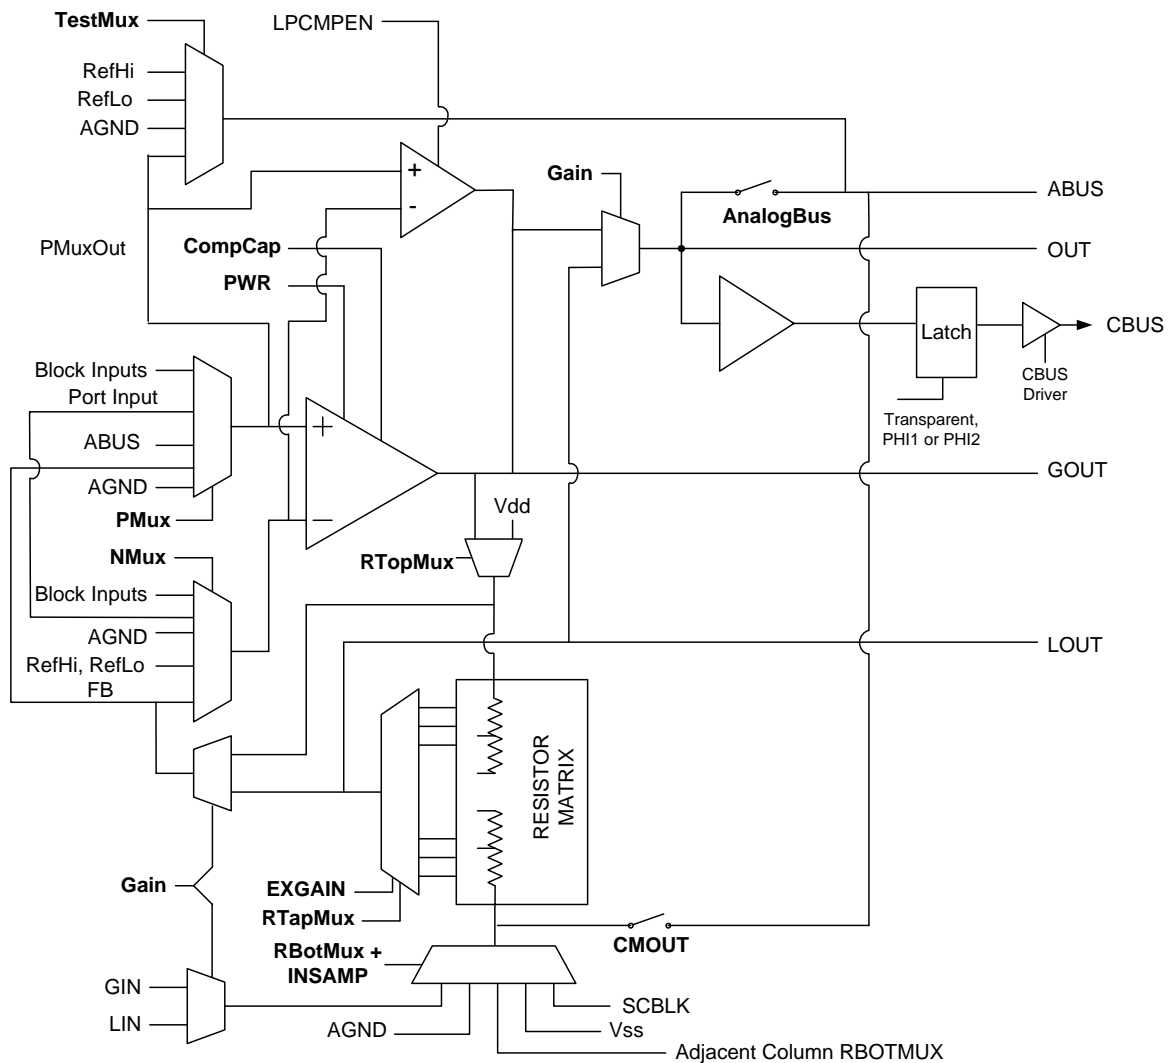 TestMux
LPCMPEN
RefHi
RefLo
AGND
+
-
Gain
ABUS
AnalogBus
PMuxOut
CompCap
OUT
PWR
Latch
CBUS
CBUS
Driver
Transparent,
PHI1 or PHI2
Block Inputs
Port Input
ABUS
AGND
PMux
+
−
GOUT
Vdd
RTopMux
NMux
Block Inputs
AGND
RefHi, RefLo
FB
LOUT
RESISTOR
MATRIX
Gain
EXGAIN
RTapMux
CMOUT
RBotMux +
INSAMP
GIN
LIN
AGND
SCBLK
Vss
Adjacent Column RBOTMUX